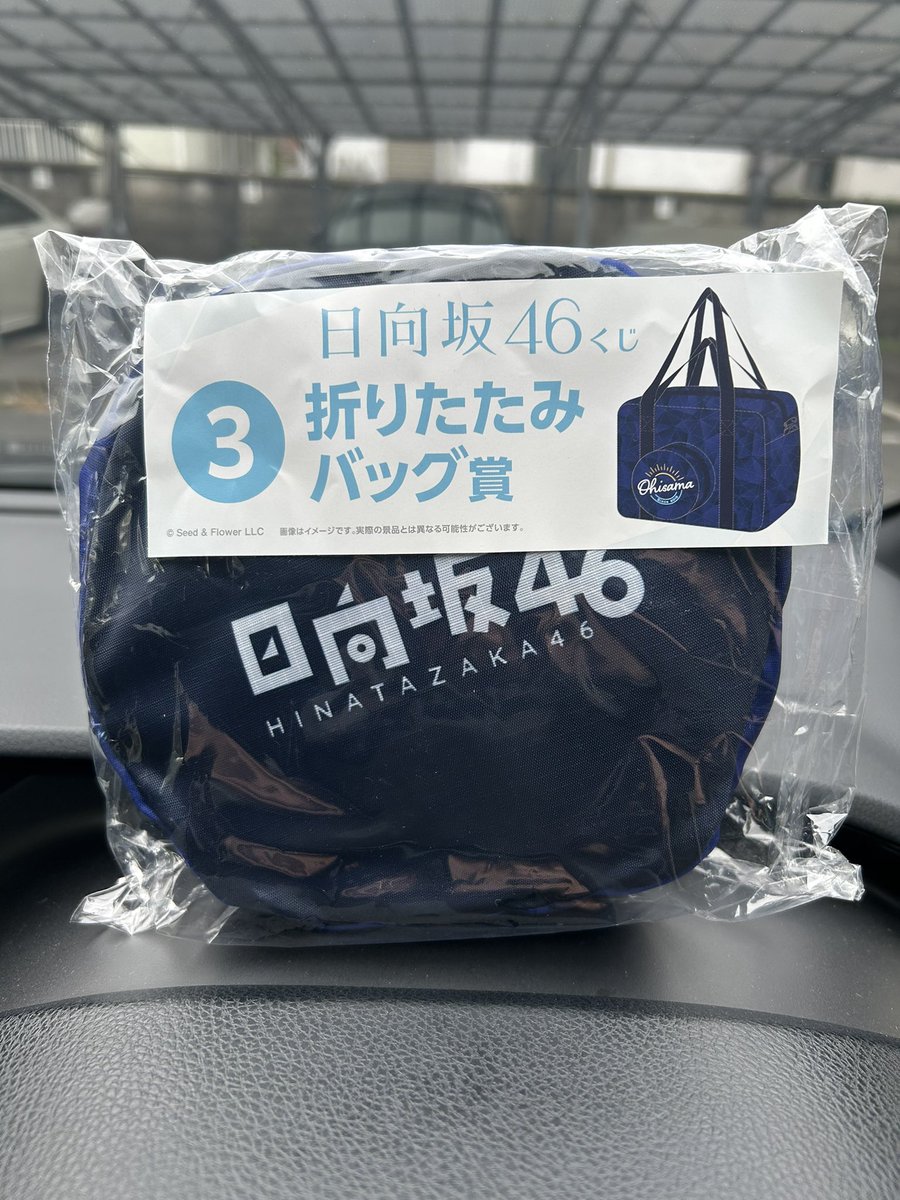 日向坂46くじ
3
折りたたみ
バッグ賞
Ohisama
© Seed & Flower LLC 画像はイメージです。実際の景品とは異なる可能性がございます。
日向坂46
HINATAZAKA46